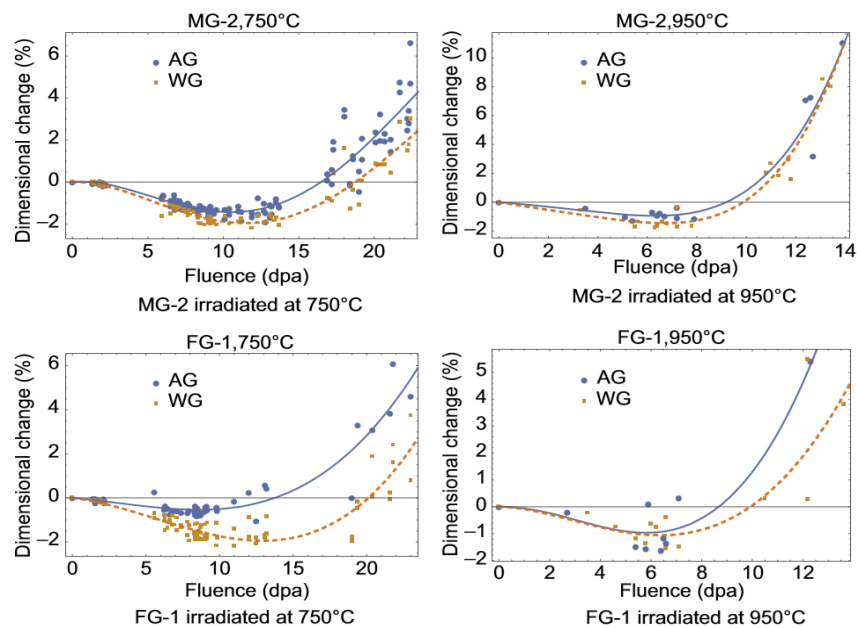 MG-2,750°C
Dimensional change (%)
6
4
2
0
−2
AG
WG
0
5
10
15
20
Fluence (dpa)
MG-2 irradiated at 750°C
MG-2,950°C
Dimensional change (%)
10
8
6
4
2
0
−2
AG
WG
0
2
4
6
8
10
12
14
Fluence (dpa)
MG-2 irradiated at 950°C
FG-1,750°C
Dimensional change (%)
6
4
2
0
−2
AG
WG
0
5
10
15
20
Fluence (dpa)
FG-1 irradiated at 750°C
FG-1,950°C
Dimensional change (%)
5
4
3
2
1
0
−1
−2
AG
WG
0
2
4
6
8
10
12
Fluence (dpa)
FG-1 irradiated at 950°C